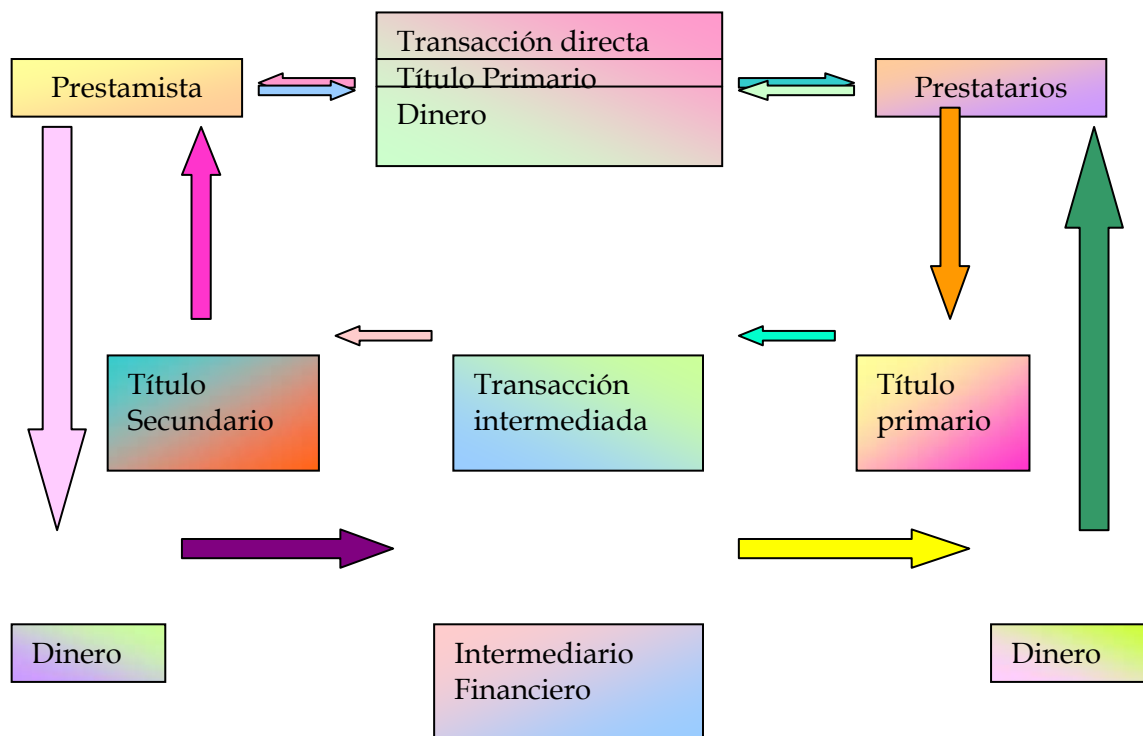 Transacción directa
Prestamista
Título Primario
Prestatarios
Dinero
Título
Secundario
Transacción
intermediada
Título
primario
Dinero
Intermediario
Financiero
Dinero